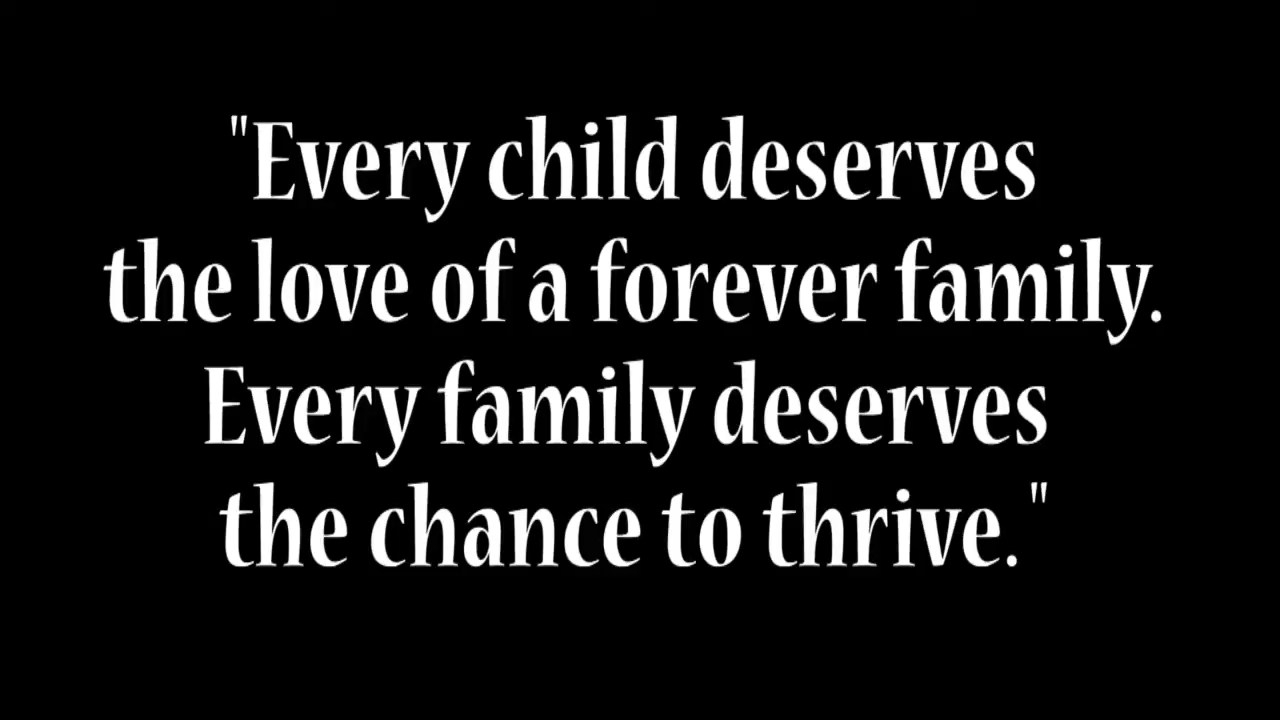 "Every child deserves
the love of a forever family.
Every family deserves
the chance to thrive."